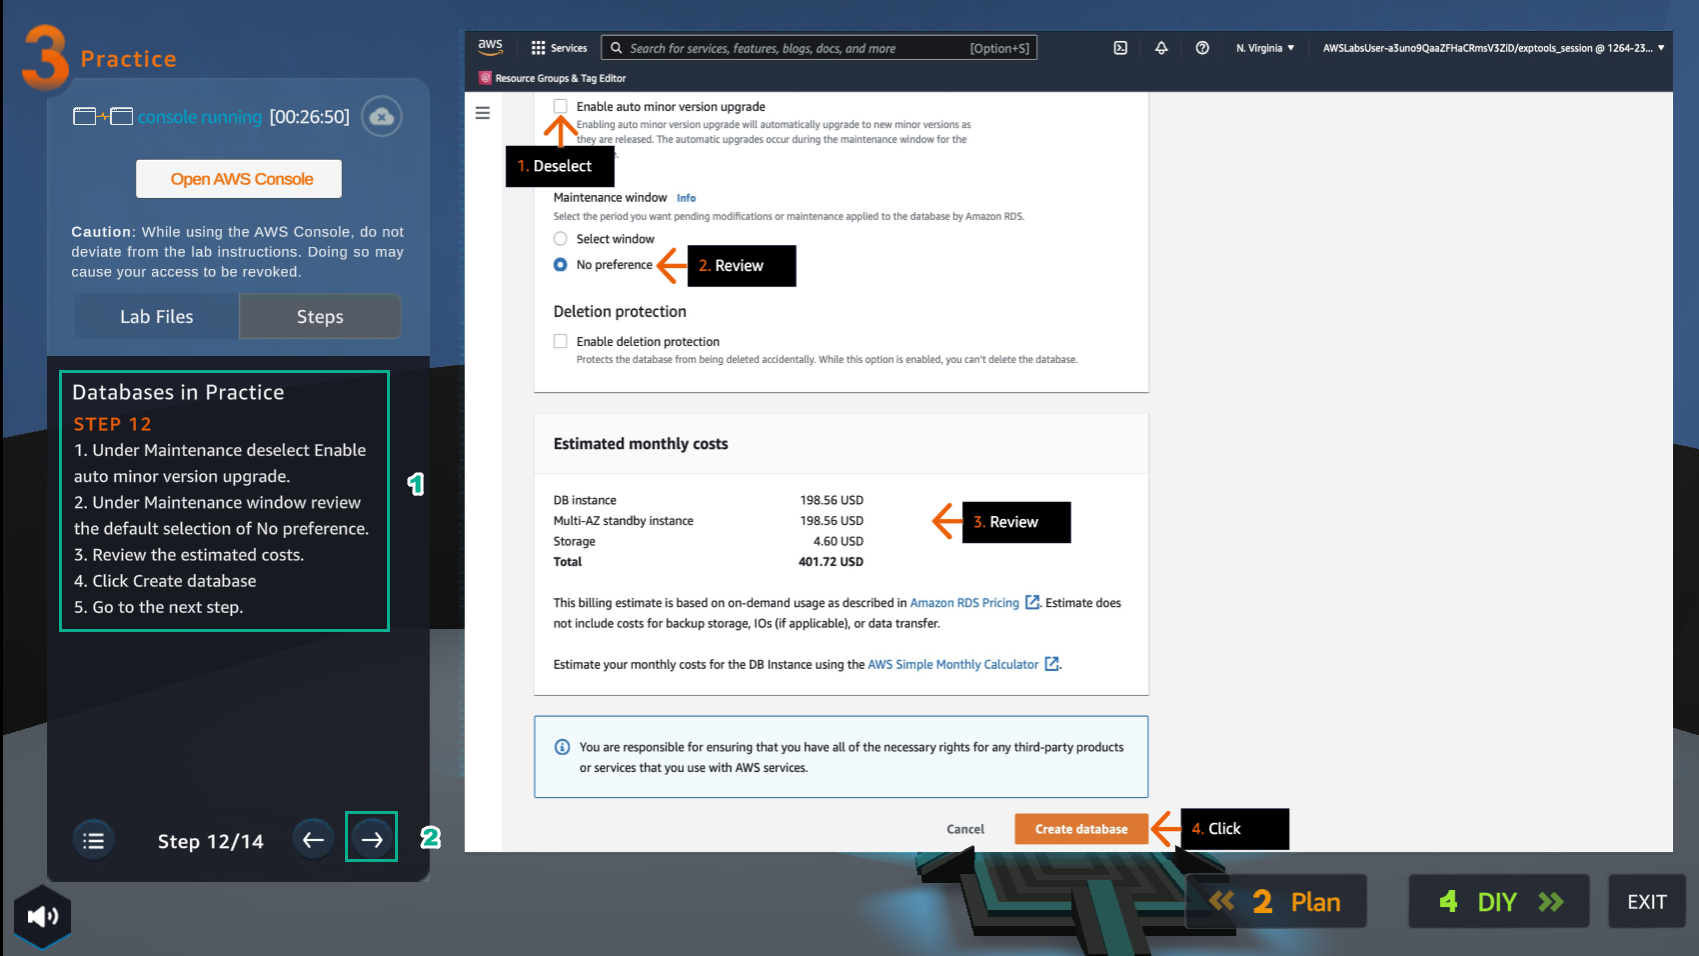 3 Practice
console running [00:26:50]
Open AWS Console
Caution: While using the AWS Console, do not
deviate from the lab instructions. Doing so may
cause your access to be revoked.
Lab Files
Steps
Databases in Practice
STEP 12
1. Under Maintenance deselect Enable
auto minor version upgrade.
2. Under Maintenance window review
the default selection of No preference.
3. Review the estimated costs.
4. Click Create database
5. Go to the next step.
1
Step 12/14
2
aws
Services
Search for services, features, blogs, docs, and more
[Option+S]
N. Virginia
AWSLabsUser-a3uno9QaaZFHaCRmsV3ZiD/exptools_session @ 1264-23...
Resource Groups & Tag Editor
Enable auto minor version upgrade
Enabling auto minor version upgrade will automatically upgrade to new minor versions as
they are released. The automatic upgrades occur during the maintenance window for the
1. Deselect
Maintenance window Info
Select the period you want pending modifications or maintenance applied to the database by Amazon RDS.
Select window
No preference
2. Review
Deletion protection
Enable deletion protection
Protects the database from being deleted accidentally. While this option is enabled, you can't delete the database.
Estimated monthly costs
DB instance 198.56 USD
Multi-AZ standby instance 198.56 USD
Storage 4.60 USD
Total 401.72 USD
3. Review
This billing estimate is based on on-demand usage as described in Amazon RDS Pricing . Estimate does
not include costs for backup storage, IOs (if applicable), or data transfer.
Estimate your monthly costs for the DB Instance using the AWS Simple Monthly Calculator .
You are responsible for ensuring that you have all of the necessary rights for any third-party products
or services that you use with AWS services.
Cancel
Create database
4. Click
2 Plan
4 DIY
EXIT